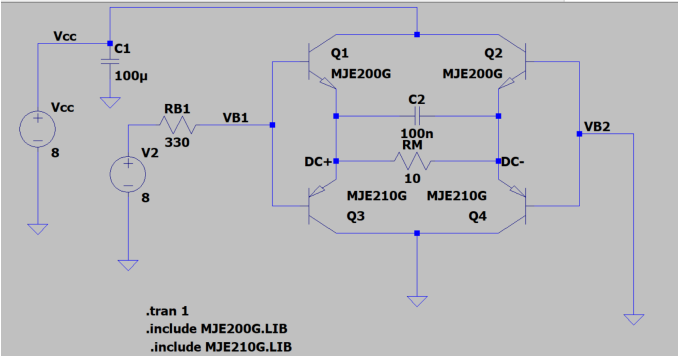 Vcc
C1
100µ
Vcc
8
RB1
330
VB1
V2
8
Q1
MJE200G
Q2
MJE200G
C2
100n
RM
10
DC+
DC-
VB2
MJE210G
Q3
MJE210G
Q4
.tran 1
.include MJE200G.LIB
.include MJE210G.LIB